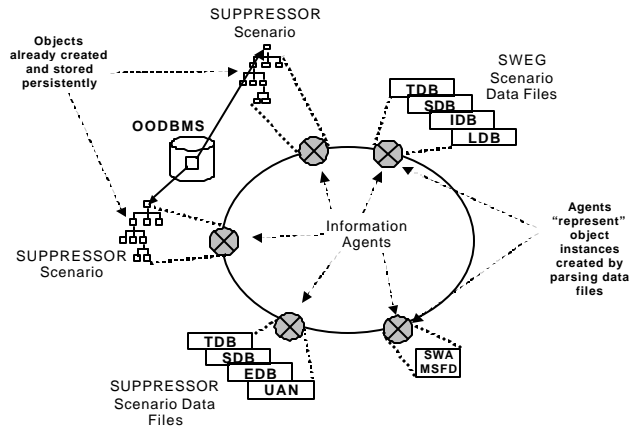 SUPPRESSOR
Scenario
Objects
already created
and stored
persistently
OODBMS
SWEG
Scenario
Data Files
TDB
SDB
IDB
LDB
SUPPRESSOR
Scenario
Information
Agents
Agents
“represent”
object
instances
created by
parsing data
files
TDB
SDB
EDB
UAN
SWA
MSFD
SUPPRESSOR
Scenario Data
Files